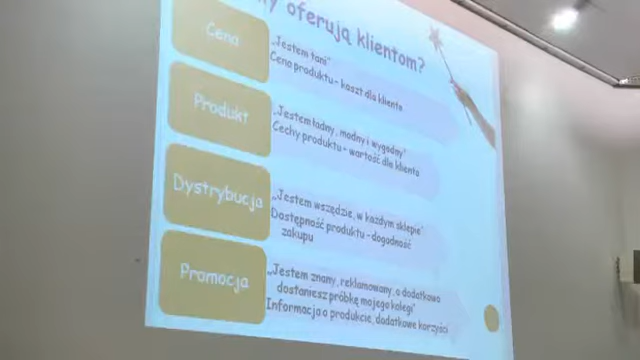 oferują klientom?
Cena
„Jestem tani"
Cena produktu – koszt dla klienta
Produkt
„Jestem ładny, modny i wygodny"
Cechy produktu – wartość dla klienta
Dystrybucja
„Jestem wszędzie, w każdym sklepie"
Dostępność produktu – dogodność
zakupu
Promocja
„Jestem znany, reklamowany, a dodatkowo
dostaniesz próbkę mojego kolegi"
Informacja o produkcie, dodatkowe korzyści